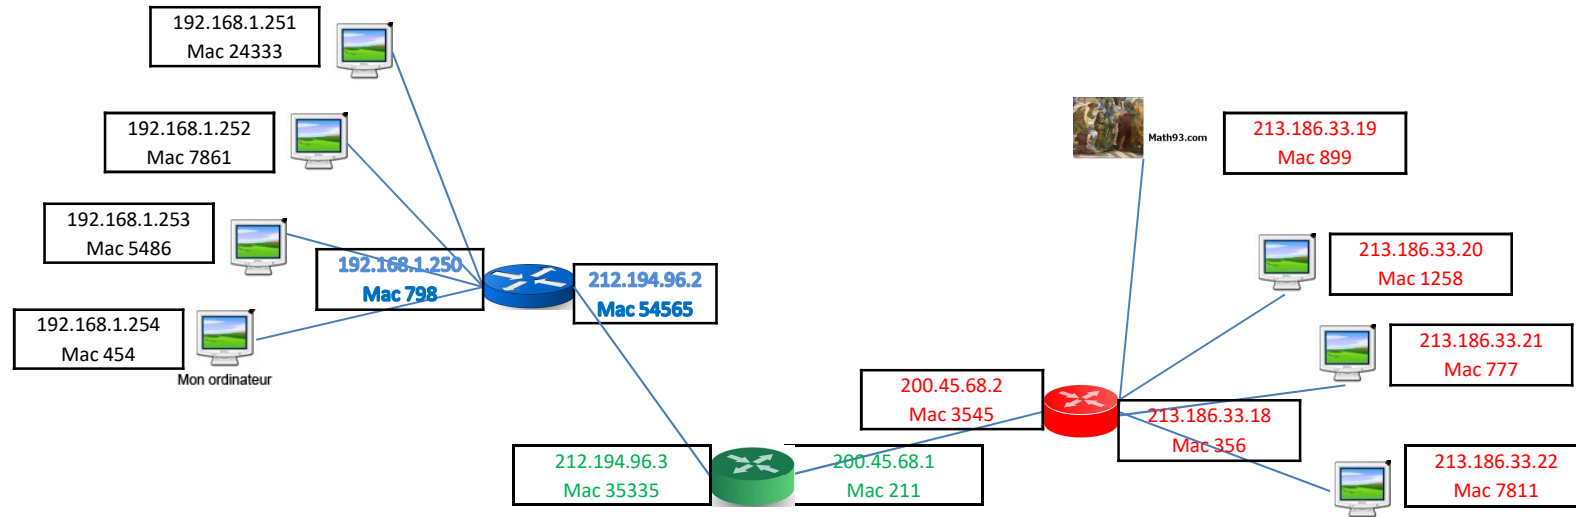 192.168.1.251
Mac 24333
192.168.1.252
Mac 7861
192.168.1.253
Mac 5486
192.168.1.254
Mac 454
Mon ordinateur
192.168.1.250
Mac 798
212.194.96.2
Mac 54565
212.194.96.3
Mac 35335
200.45.68.1
Mac 211
200.45.68.2
Mac 3545
213.186.33.18
Mac 356
Math93.com
213.186.33.19
Mac 899
213.186.33.20
Mac 1258
213.186.33.21
Mac 777
213.186.33.22
Mac 7811